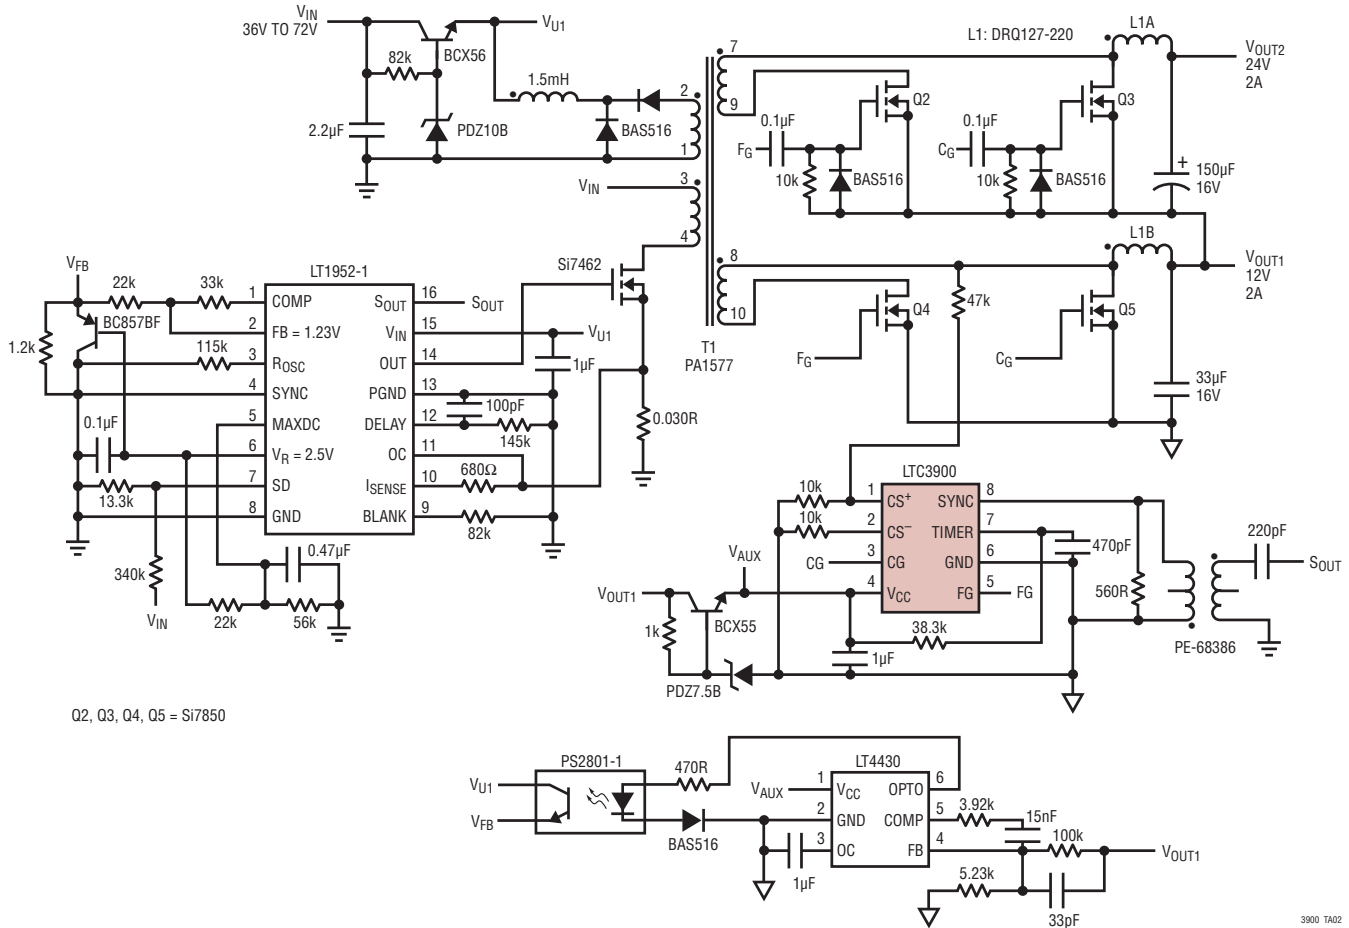 VIN
36V TO 72V
VU1
BCX56
82k
1.5mH
2.2µF
PDZ10B
BAS516
2
1
3
4
VIN
7
9
8
10
T1
PA1577
L1: DRQ127-220
L1A
VOUT2
24V
2A
Q2
Q3
0.1µF
FG
10k
BAS516
0.1µF
CG
10k
BAS516
+
150µF
16V
L1B
VOUT1
12V
2A
47k
Q4
Q5
FG
CG
33µF
16V
VFB
22k
33k
BC857BF
1.2k
115k
0.1µF
13.3k
340k
VIN
22k
0.47µF
56k
LT1952-1
1 COMP
2 FB = 1.23V
3 ROSC
4 SYNC
5 MAXDC
6 VR = 2.5V
7 SD
8 GND
SOUT 16 SOUT
VIN 15 VU1
OUT 14
PGND 13
DELAY 12
OC 11
ISENSE 10
BLANK 9
Si7462
1µF
100pF
145k
680Ω
82k
0.030R
LTC3900
10k
10k
1 CS+
2 CS−
CG 3 CG
4 VCC
SYNC 8
TIMER 7
GND 6
FG 5 FG
VAUX
VOUT1
1k
BCX55
PDZ7.5B
1µF
38.3k
470pF
560R
220pF
SOUT
PE-68386
Q2, Q3, Q4, Q5 = Si7850
PS2801-1
VU1
VFB
470R
BAS516
LT4430
VAUX 1 VCC
2 GND
3 OC
OPTO 6
COMP 5
FB 4
1µF
3.92k
15nF
100k
VOUT1
5.23k
33pF
3900 TA02